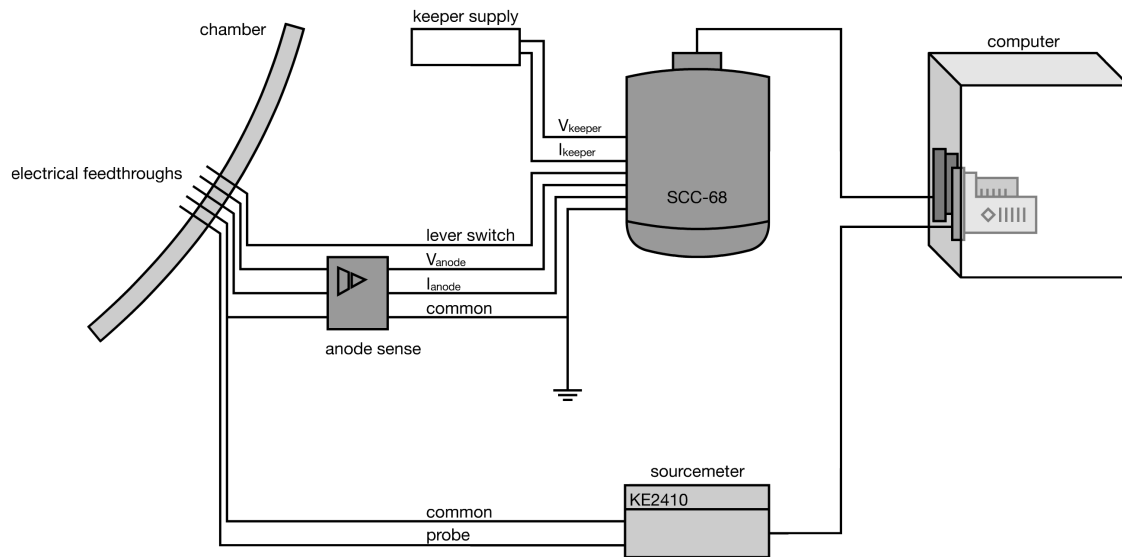 keeper supply
chamber
computer
Vkeeper
Ikeeper
electrical feedthroughs
SCC-68
lever switch
Vanode
Ianode
common
anode sense
sourcemeter
KE2410
common
probe